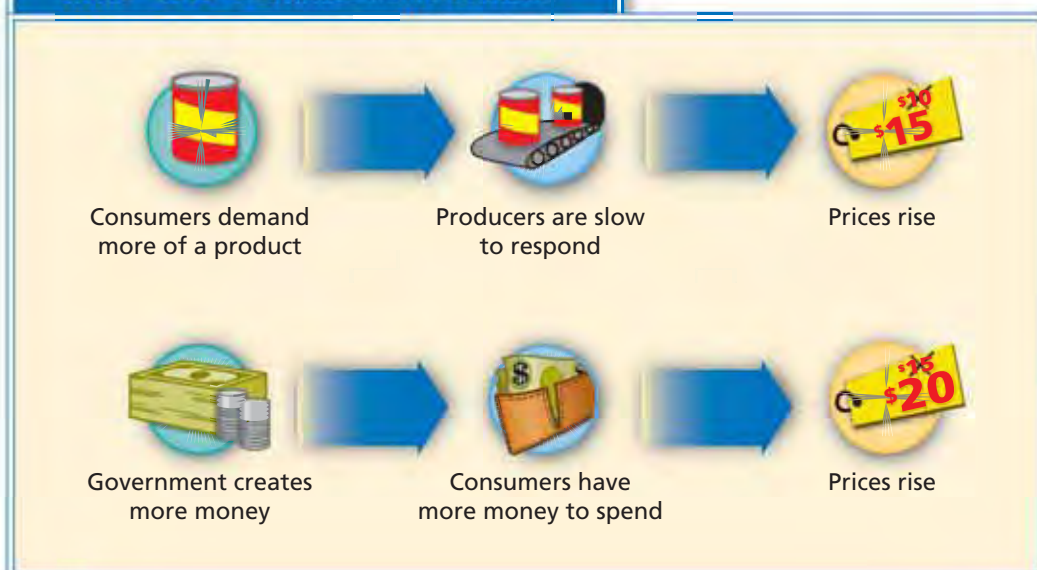 Consumers demand
more of a product
Producers are slow
to respond
$10
$15
Prices rise
$
Government creates
more money
Consumers have
more money to spend
$15
$20
Prices rise